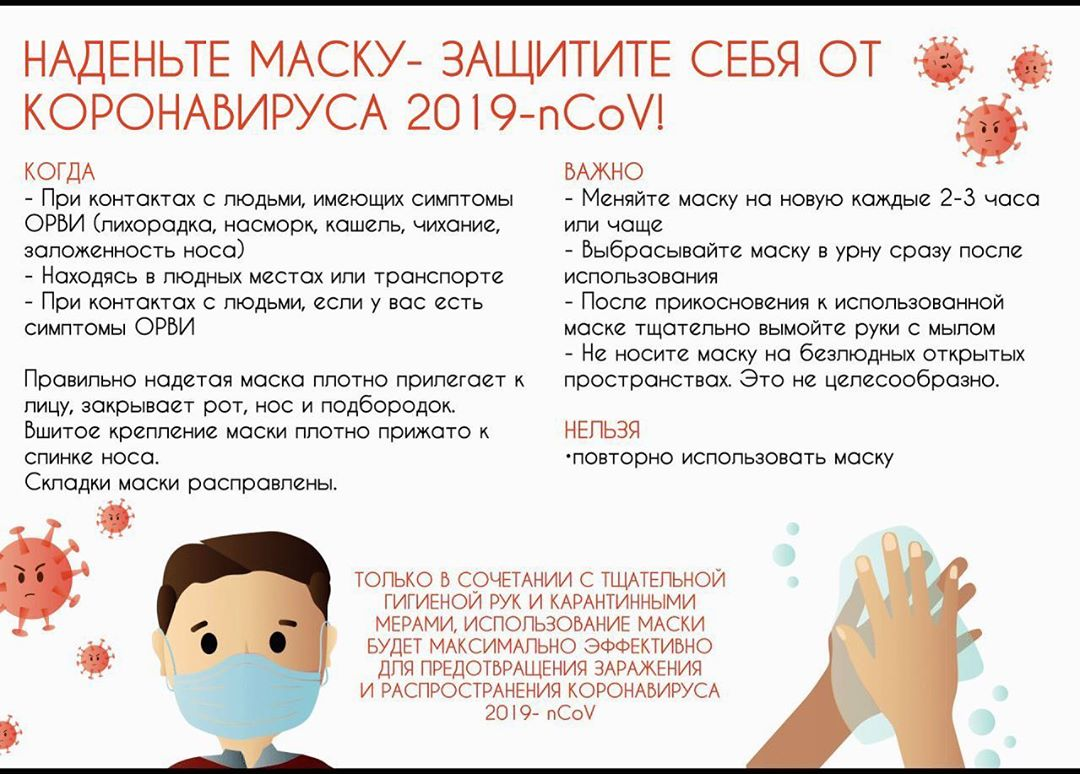 НАДЕНЬТЕ МАСКУ- ЗАЩИТИТЕ СЕБЯ ОТ
КОРОНАВИРУСА 2019-nCoV!
КОГДА
- При контактах с людьми, имеющих симптомы
ОРВИ (лихорадка, насморк, кашель, чихание,
заложенность носа)
- Находясь в людных местах или транспорте
- При контактах с людьми, если у вас есть
симптомы ОРВИ
Правильно надетая маска плотно прилегает к
лицу, закрывает рот, нос и подбородок.
Вшитое крепление маски плотно прижато к
спинке носа.
Складки маски расправлены.
ВАЖНО
- Меняйте маску на новую каждые 2-3 часа
или чаще
- Выбрасывайте маску в урну сразу после
использования
- После прикосновения к использованной
маске тщательно вымойте руки с мылом
- Не носите маску на безлюдных открытых
пространствах. Это не целесообразно.
НЕЛЬЗЯ
•повторно использовать маску
ТОЛЬКО В СОЧЕТАНИИ С ТЩАТЕЛЬНОЙ
ГИГИЕНОЙ РУК И КАРАНТИННЫМИ
МЕРАМИ, ИСПОЛЬЗОВАНИЕ МАСКИ
БУДЕТ МАКСИМАЛЬНО ЭФФЕКТИВНО
ДЛЯ ПРЕДОТВРАЩЕНИЯ ЗАРАЖЕНИЯ
И РАСПРОСТРАНЕНИЯ КОРОНАВИРУСА
2019- nCoV